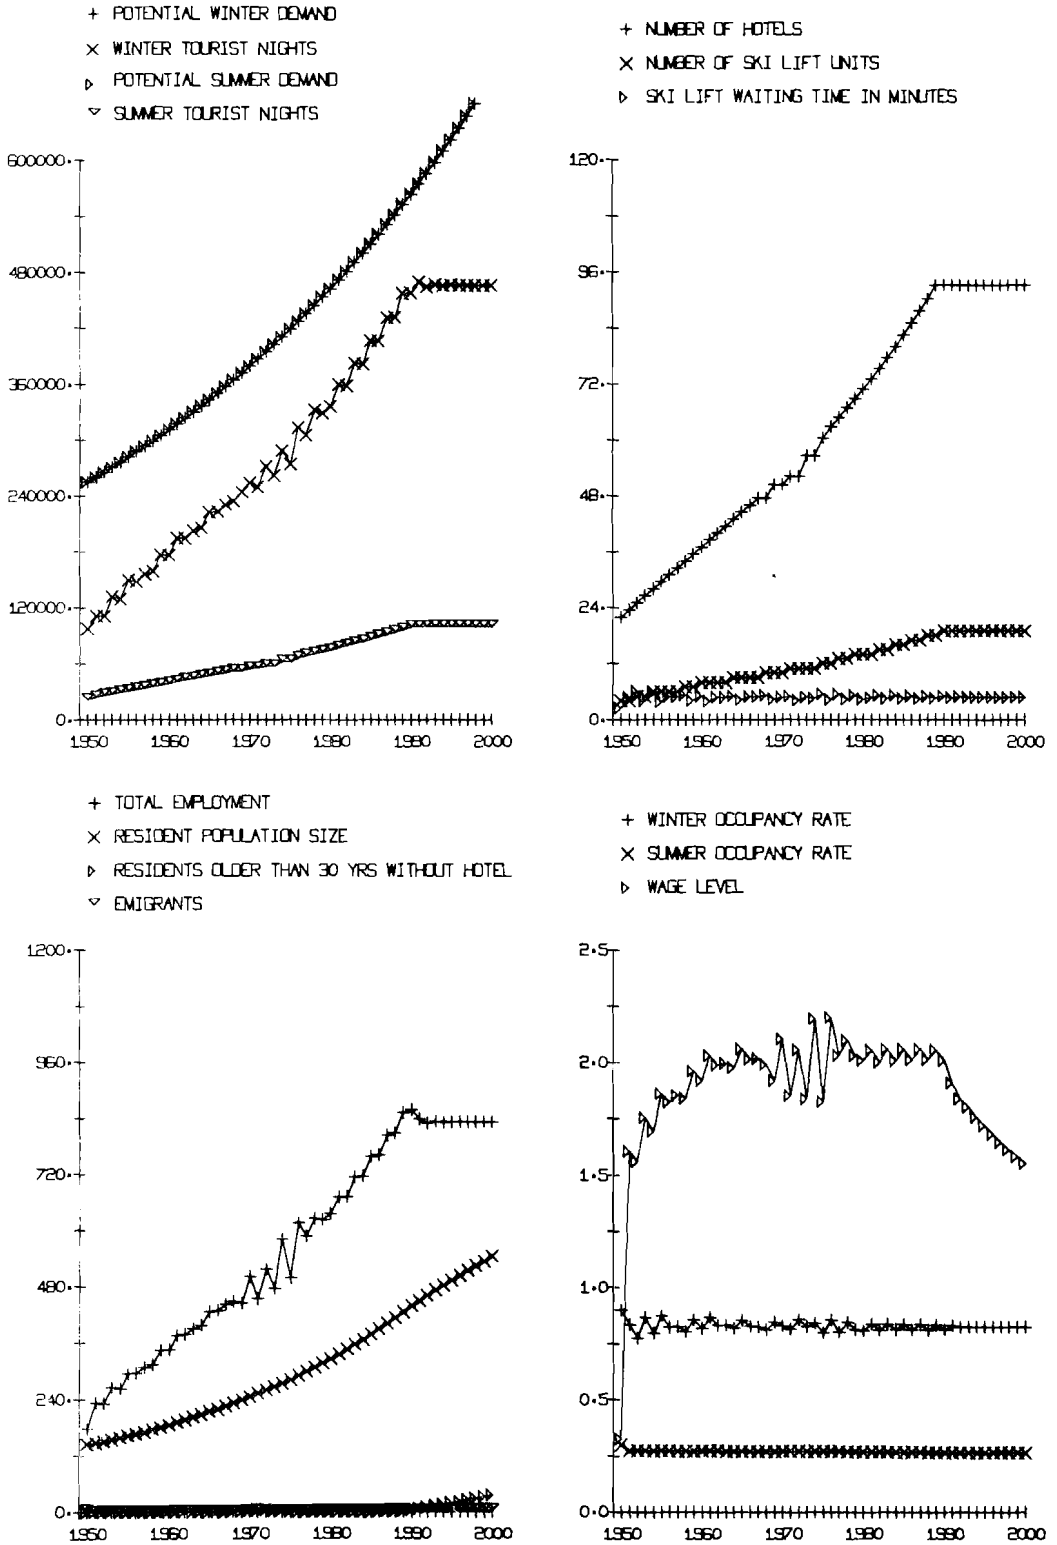 + POTENTIAL WINTER DEMAND
× WINTER TOURIST NIGHTS
▷ POTENTIAL SUMMER DEMAND
▽ SUMMER TOURIST NIGHTS
600000.
480000.
360000.
240000.
120000.
0.
1950 1960 1970 1980 1990 2000
+ NUMBER OF HOTELS
× NUMBER OF SKI LIFT UNITS
▷ SKI LIFT WAITING TIME IN MINUTES
120.
96.
72.
48.
24.
0.
1950 1960 1970 1980 1990 2000
+ TOTAL EMPLOYMENT
× RESIDENT POPULATION SIZE
▷ RESIDENTS OLDER THAN 30 YRS WITHOUT HOTEL
▽ EMIGRANTS
1200.
960.
720.
480.
240.
0.
1950 1960 1970 1980 1990 2000
+ WINTER OCCUPANCY RATE
× SUMMER OCCUPANCY RATE
▷ WAGE LEVEL
2.5
2.0
1.5
1.0
0.5
0.0
1950 1960 1970 1980 1990 2000